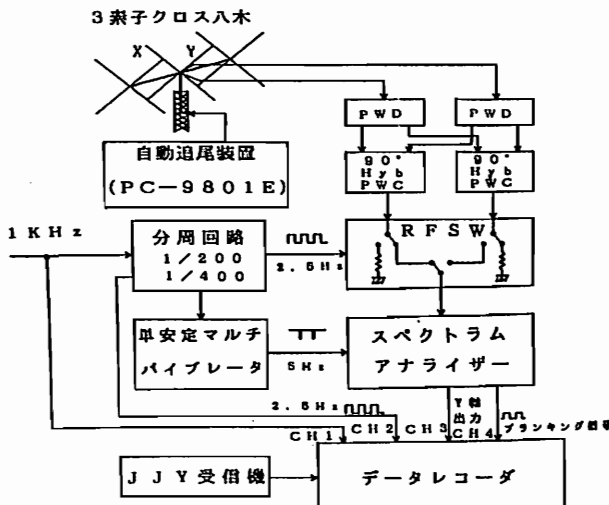 3素子クロス八木
X Y
PWD PWD
自動追尾装置
(PC-9801E)
90°
Hyb
PWC
90°
Hyb
PWC
1KHz
分周回路
1/200
1/400
2.5Hz
RFSW
単安定マルチ
バイブレータ
5Hz
スペクトラム
アナライザー
2.5Hz
CH1 CH2 CH3
Y軸
出力
CH4
ブランキング信号
JJY受信機
データレコーダ